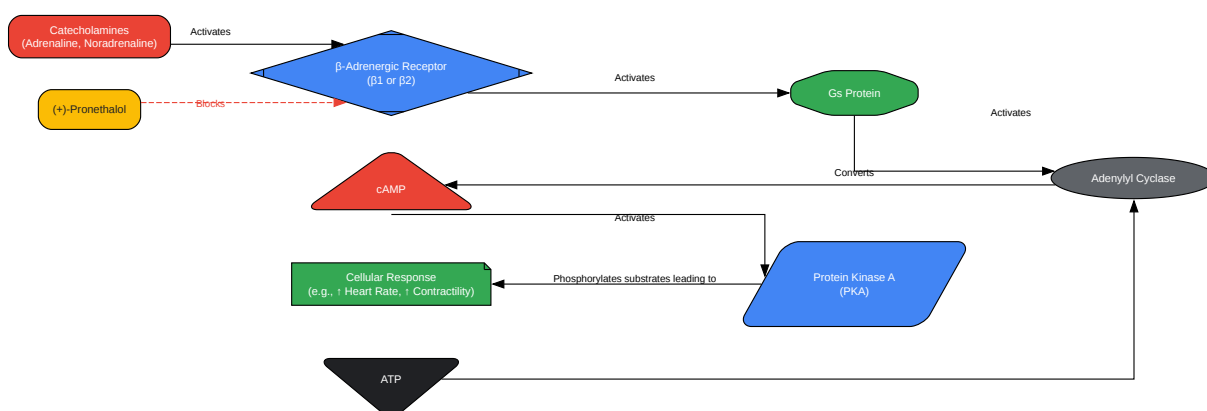 Catecholamines
(Adrenaline, Noradrenaline)
Activates
β-Adrenergic Receptor
(β1 or β2)
(+)-Pronethalol
Blocks
Activates
Gs Protein
Activates
Adenylyl Cyclase
Converts
cAMP
Activates
Protein Kinase A
(PKA)
Phosphorylates substrates leading to
Cellular Response
(e.g., ↑ Heart Rate, ↑ Contractility)
ATP